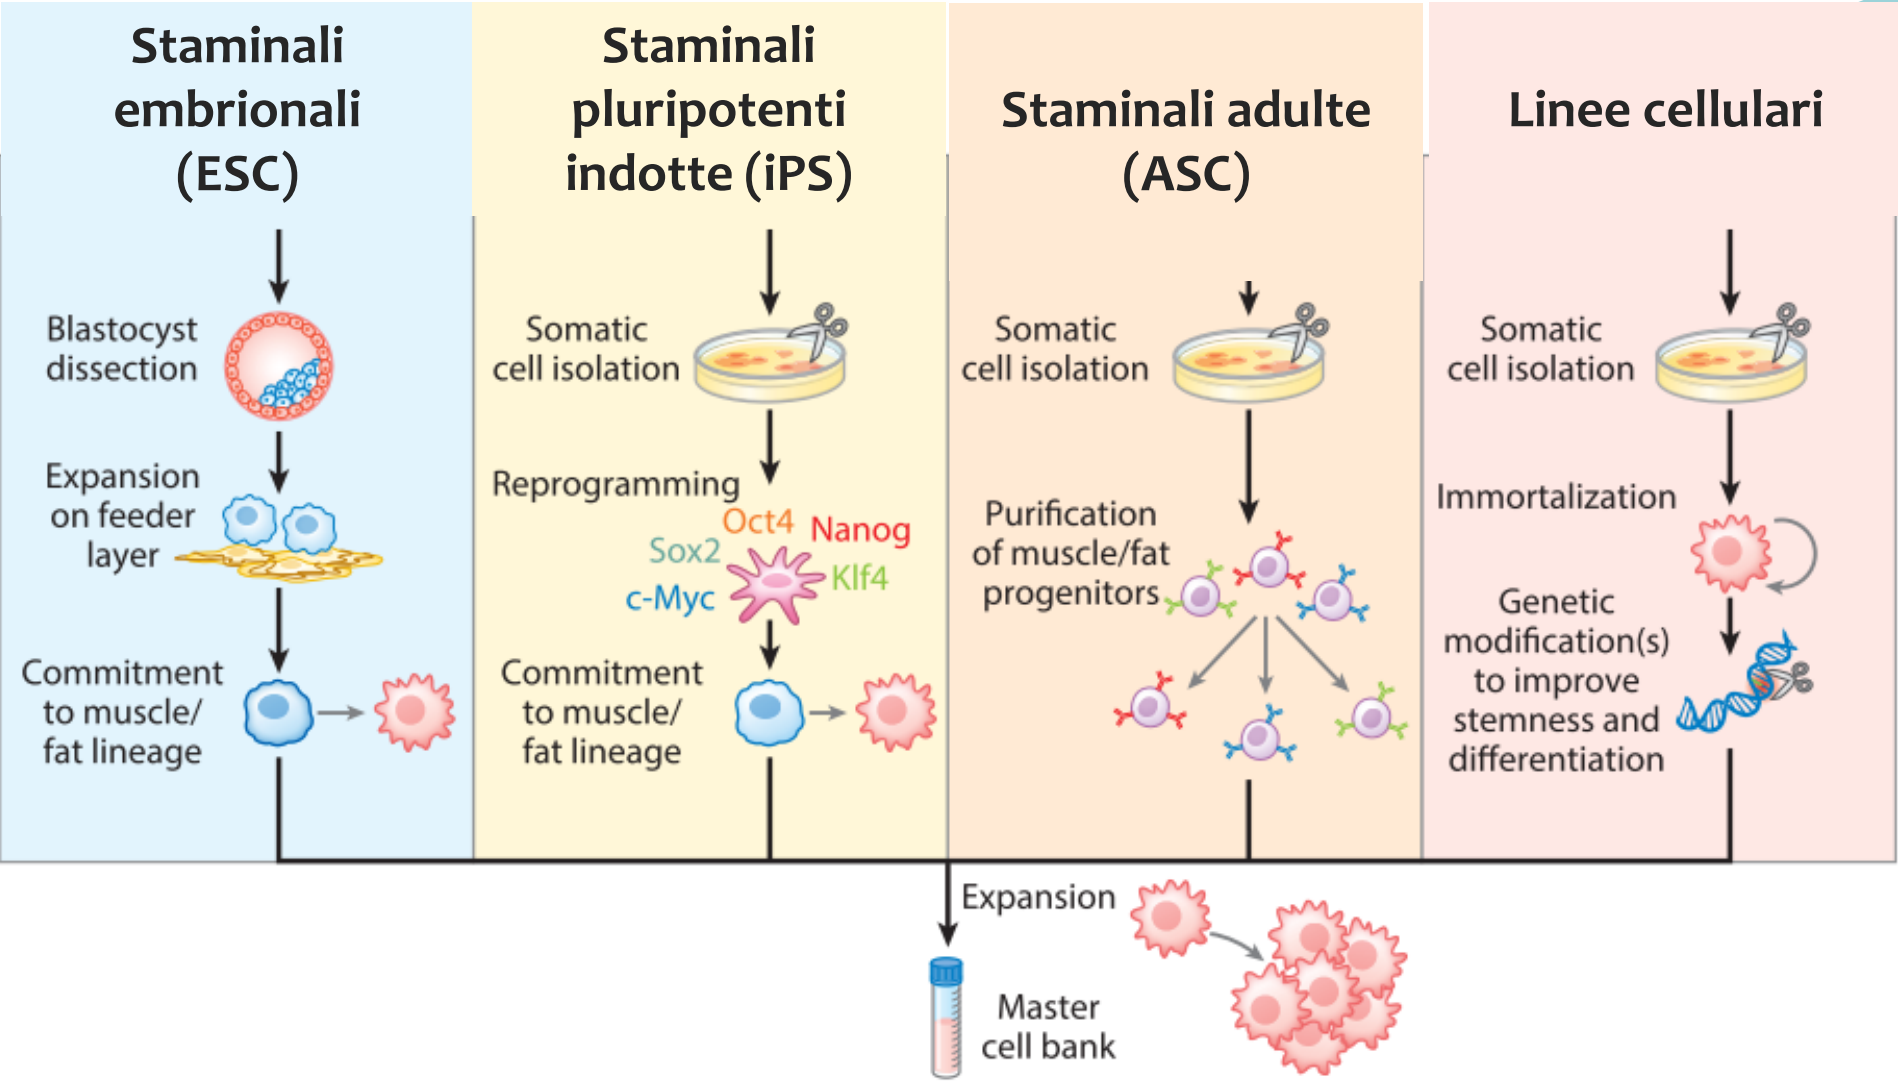 Staminali
embrionali
(ESC)
Blastocyst
dissection
Expansion
on feeder
layer
Commitment
to muscle/
fat lineage
Staminali
pluripotenti
indotte (iPS)
Somatic
cell isolation
Reprogramming
Oct4
Nanog
Sox2
Klf4
c-Myc
Commitment
to muscle/
fat lineage
Staminali adulte
(ASC)
Somatic
cell isolation
Purification
of muscle/fat
progenitors
Linee cellulari
Somatic
cell isolation
Immortalization
Genetic
modification(s)
to improve
stemness and
differentiation
Expansion
Master
cell bank